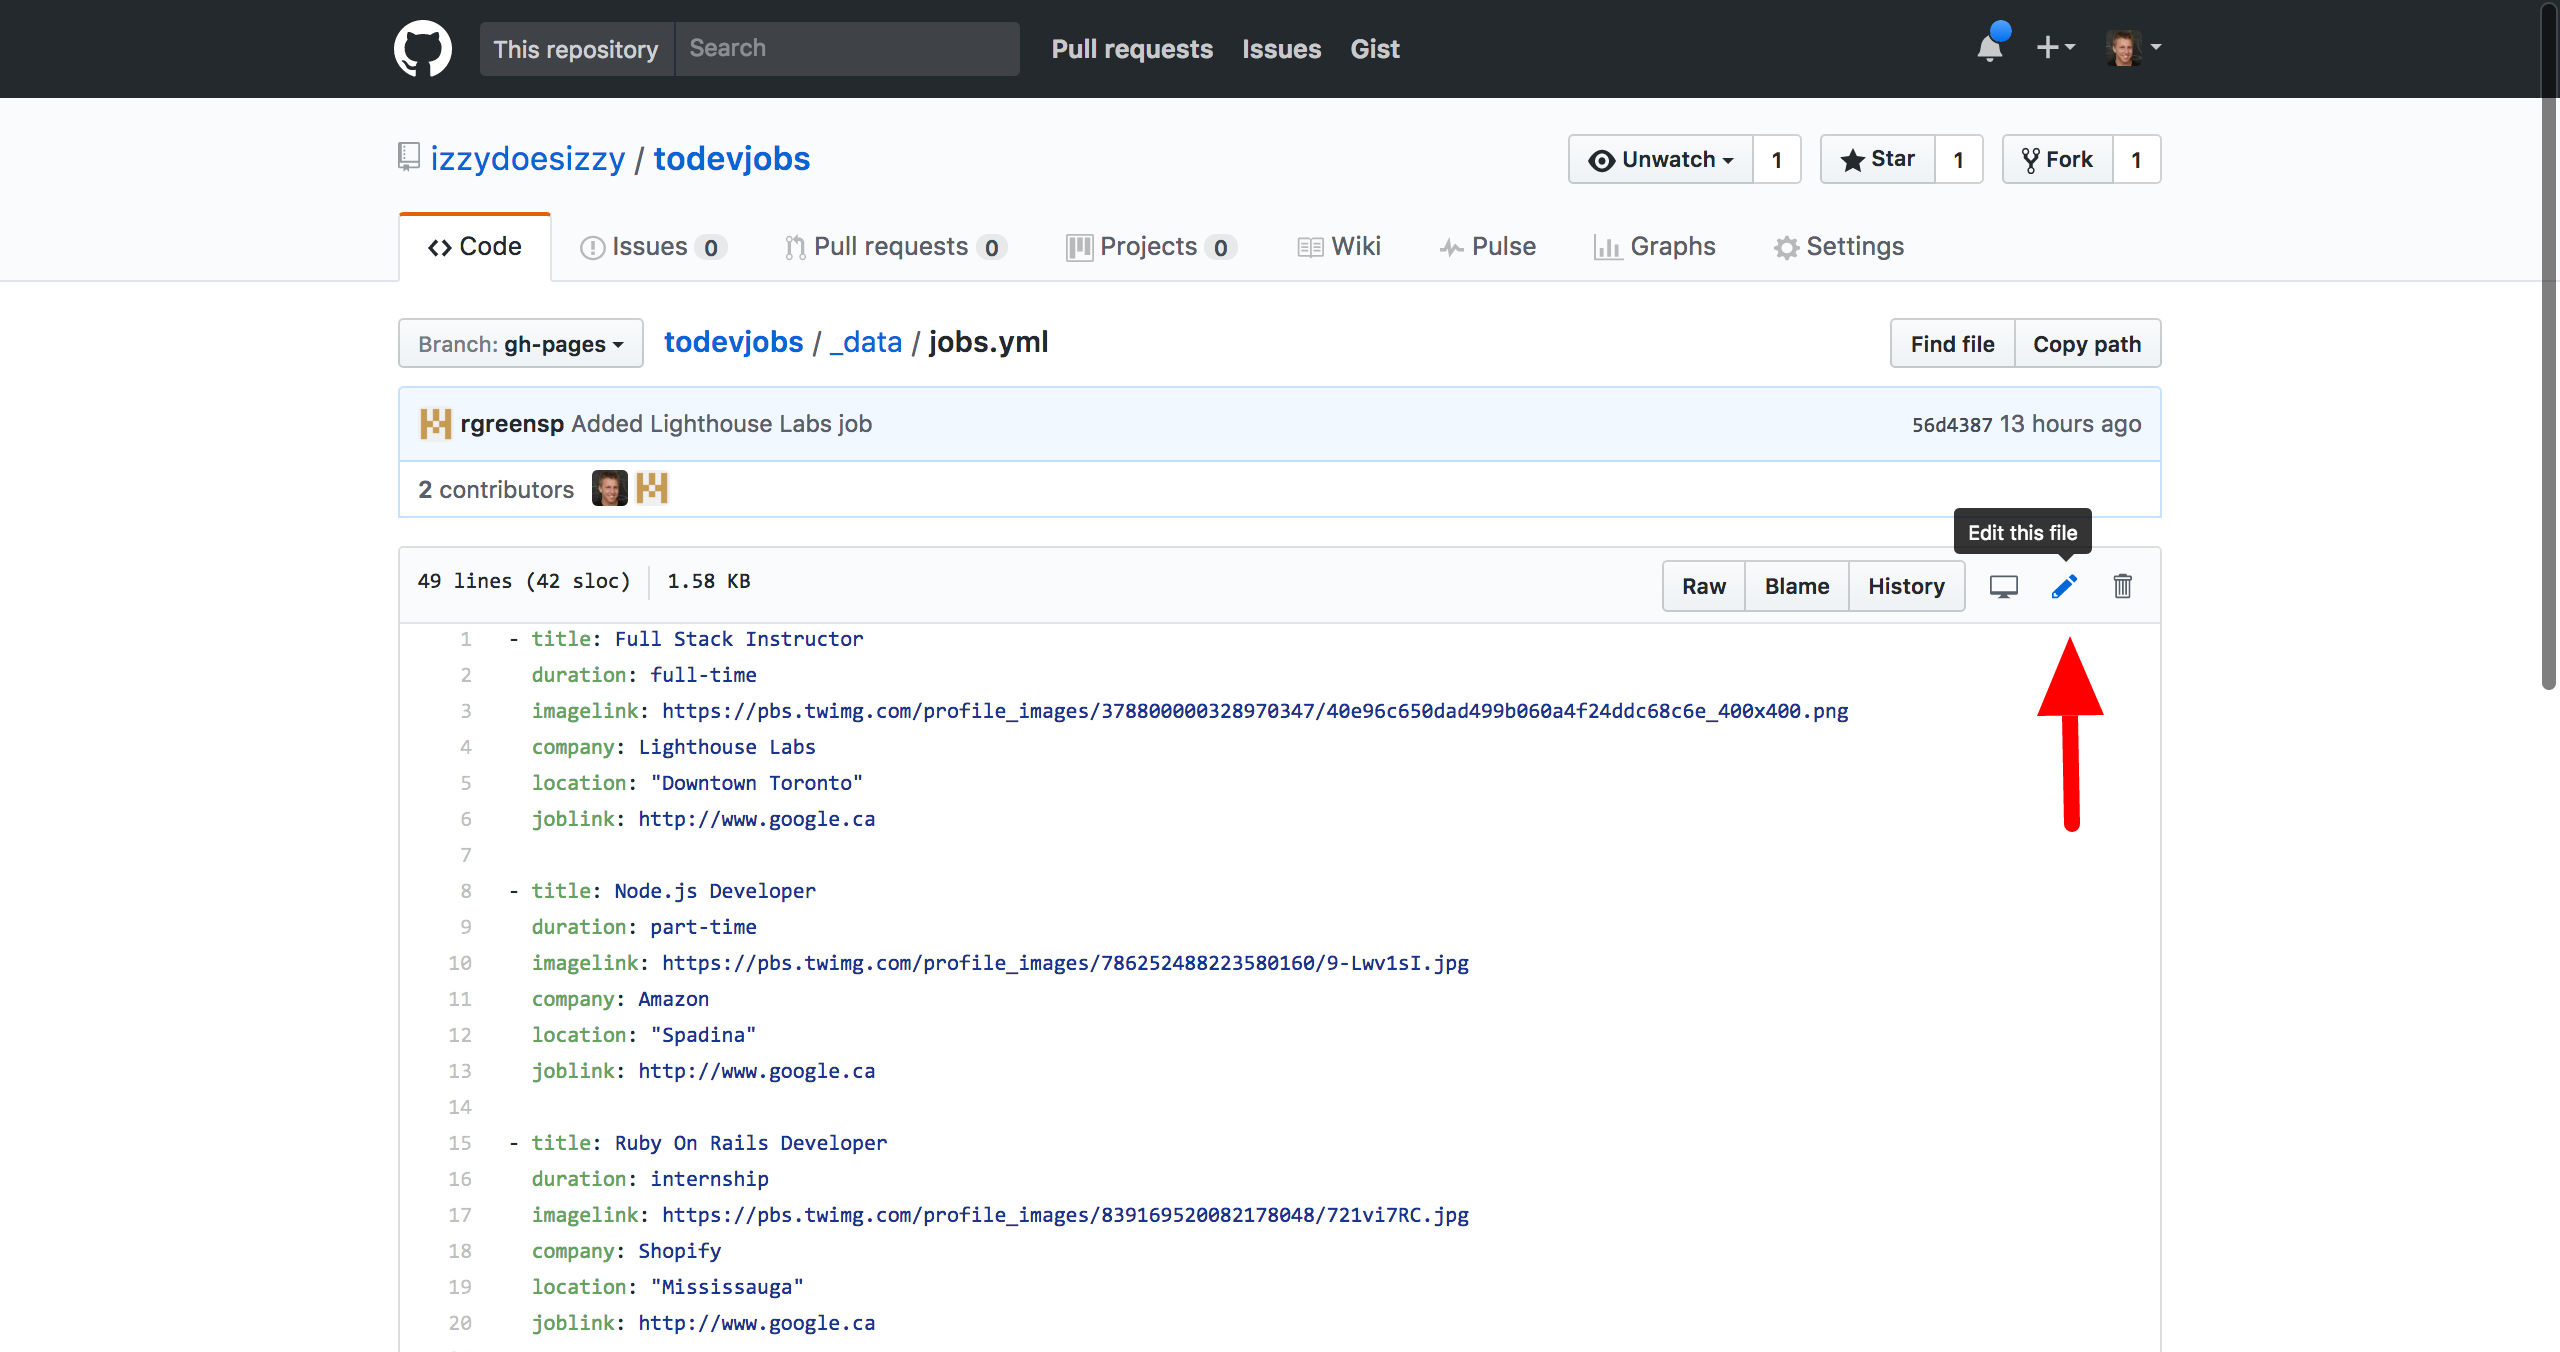 This repository Search Pull requests Issues Gist
izzydoesizzy / todevjobs Unwatch 1 Star 1 Fork 1
Code Issues 0 Pull requests 0 Projects 0 Wiki Pulse Graphs Settings
Branch: gh-pages todevjobs / _data / jobs.yml Find file Copy path
rgreensp Added Lighthouse Labs job 56d4387 13 hours ago
2 contributors
Edit this file
49 lines (42 sloc) 1.58 KB Raw Blame History
1 - title: Full Stack Instructor
2 duration: full-time
3 imagelink: https://pbs.twimg.com/profile_images/378800000328970347/40e96c650dad499b060a4f24ddc68c6e_400x400.png
4 company: Lighthouse Labs
5 location: "Downtown Toronto"
6 joblink: http://www.google.ca
7
8 - title: Node.js Developer
9 duration: part-time
10 imagelink: https://pbs.twimg.com/profile_images/786252488223580160/9-Lwv1sI.jpg
11 company: Amazon
12 location: "Spadina"
13 joblink: http://www.google.ca
14
15 - title: Ruby On Rails Developer
16 duration: internship
17 imagelink: https://pbs.twimg.com/profile_images/839169520082178048/721vi7RC.jpg
18 company: Shopify
19 location: "Mississauga"
20 joblink: http://www.google.ca